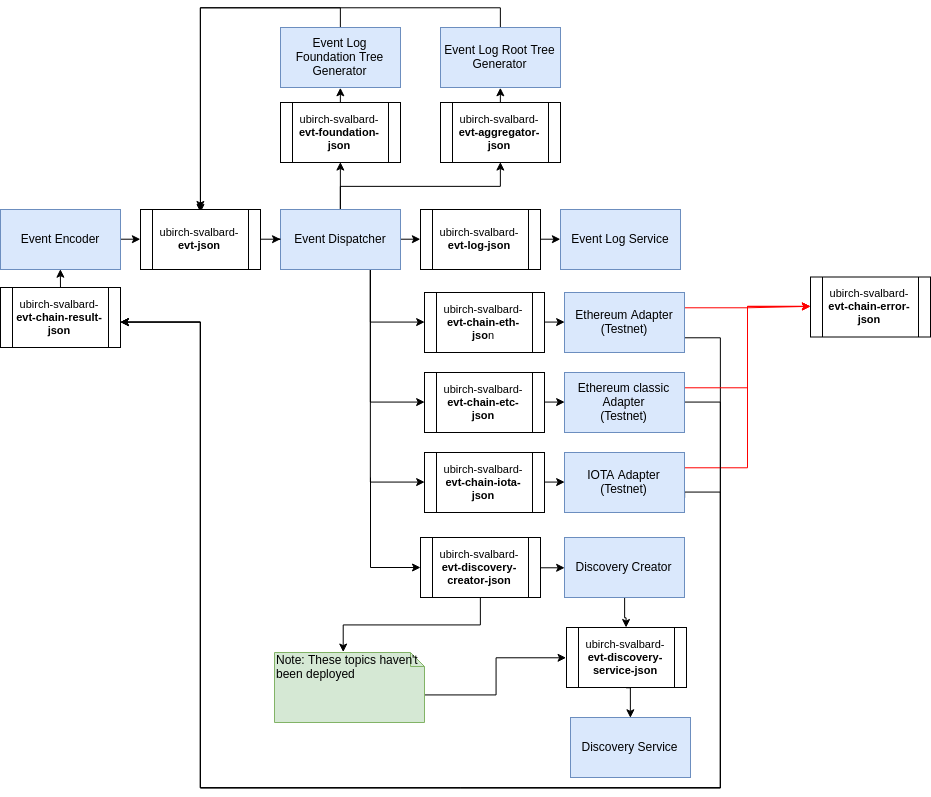 Event Log
Foundation Tree
Generator
Event Log Root Tree
Generator
ubirch-svalbard-
evt-foundation-
json
ubirch-svalbard-
evt-aggregator-
json
Event Encoder
ubirch-svalbard-
evt-json
Event Dispatcher
ubirch-svalbard-
evt-log-json
Event Log Service
ubirch-svalbard-
evt-chain-result-
json
ubirch-svalbard-
evt-chain-eth-
json
Ethereum Adapter
(Testnet)
ubirch-svalbard-
evt-chain-error-
json
ubirch-svalbard-
evt-chain-etc-
json
Ethereum classic
Adapter
(Testnet)
ubirch-svalbard-
evt-chain-iota-
json
IOTA Adapter
(Testnet)
ubirch-svalbard-
evt-discovery-
creator-json
Discovery Creator
Note: These topics haven't
been deployed
ubirch-svalbard-
evt-discovery-
service-json
Discovery Service